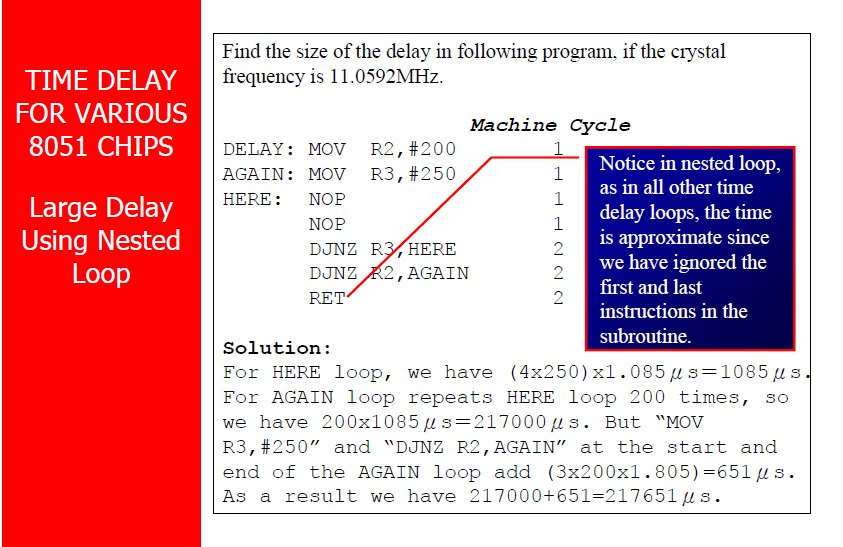 TIME DELAY
FOR VARIOUS
8051 CHIPS
Large Delay
Using Nested
Loop
Find the size of the delay in following program, if the crystal
frequency is 11.0592MHz.
Machine Cycle
DELAY: MOV R2,#200 1
AGAIN: MOV R3,#250 1
HERE: NOP 1
NOP 1
DJNZ R3,HERE 2
DJNZ R2,AGAIN 2
RET 2
Notice in nested loop,
as in all other time
delay loops, the time
is approximate since
we have ignored the
first and last
instructions in the
subroutine.
Solution:
For HERE loop, we have (4x250)x1.085μs=1085μs.
For AGAIN loop repeats HERE loop 200 times, so
we have 200x1085μs=217000μs. But “MOV
R3,#250” and “DJNZ R2,AGAIN” at the start and
end of the AGAIN loop add (3x200x1.805)=651μs.
As a result we have 217000+651=217651μs.